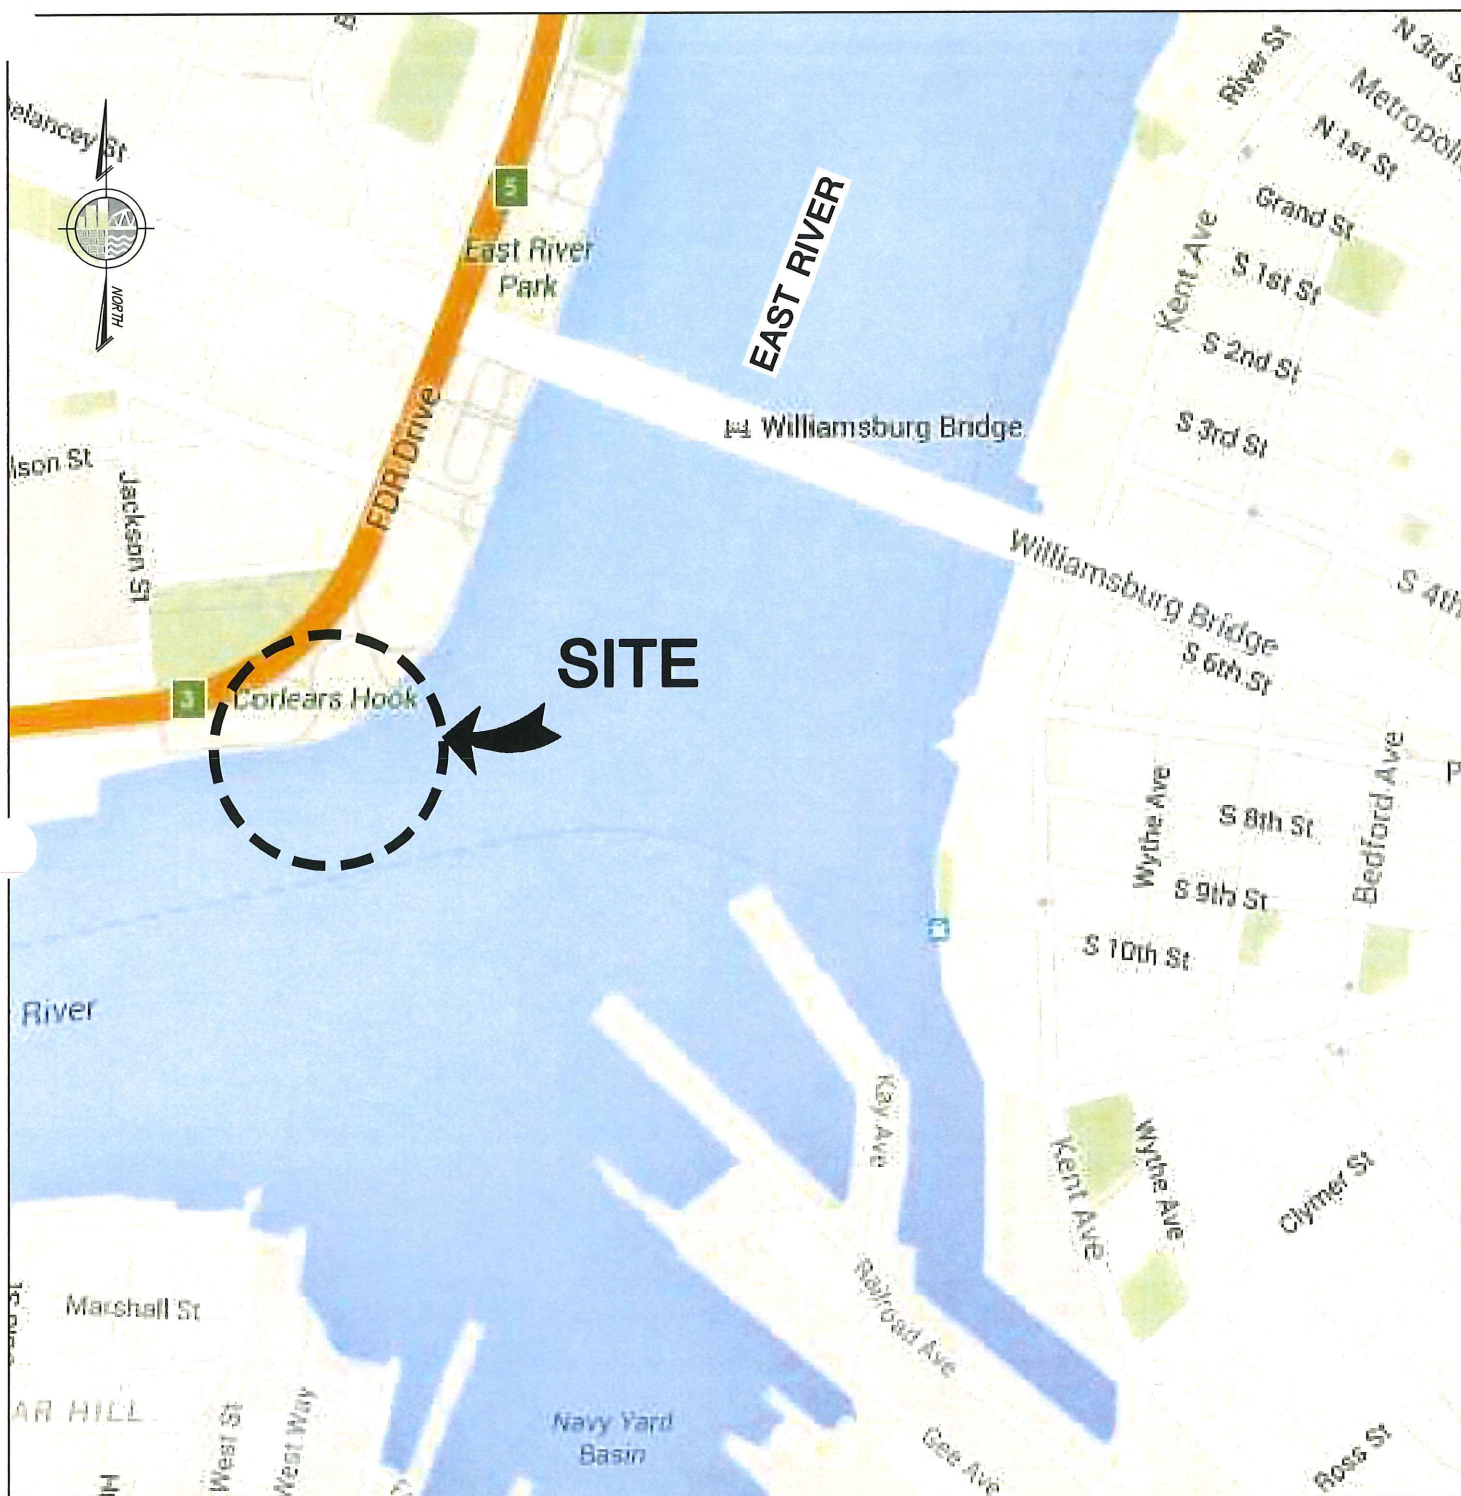 N 3rd
River St
Metropoli
elancey St
N 1st St
5
Grand St
EAST RIVER
Kent Ave
East River
Park
S 1st St
NORTH
S 2nd St
FDR Drive
Williamsburg Bridge
S 3rd St
lson St
Jackson St
Williamsburg Bridge
S 4th
SITE
S 6th St
3
Corlears Hook
Bedford Ave
P
Wythe Ave
S 8th St
S 9th St
S 10th St
River
Kay Ave
Kent Ave
Wythe Ave
Clymer St
Marshall St
Railroad Ave
AR HILL
West St
West Way
Navy Yard
Basin
Gee Ave
Ross St